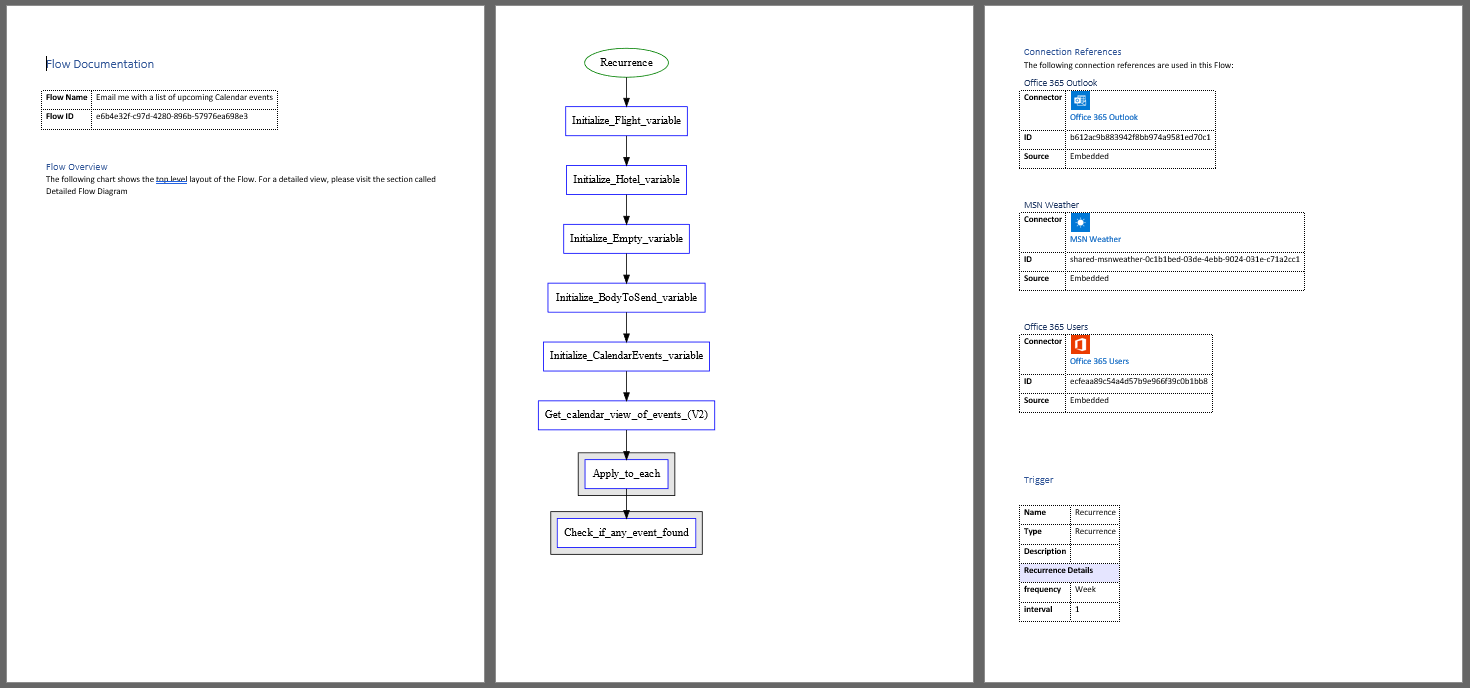 Flow Documentation
Flow Name Email me with a list of upcoming Calendar events
Flow ID e6b4e32f-c97d-4280-896b-57976ea698e3
Flow Overview
The following chart shows the top level layout of the Flow. For a detailed view, please visit the section called
Detailed Flow Diagram
Recurrence
Initialize_Flight_variable
Initialize_Hotel_variable
Initialize_Empty_variable
Initialize_BodyToSend_variable
Initialize_CalendarEvents_variable
Get_calendar_view_of_events_(V2)
Apply_to_each
Check_if_any_event_found
Connection References
The following connection references are used in this Flow:
Office 365 Outlook
Connector
Office 365 Outlook
ID b612ac9b883942f8bb974a9581ed70c1
Source Embedded
MSN Weather
Connector
MSN Weather
ID shared-msnweather-0c1b1bed-03de-4ebb-9024-031e-c71a2cc1
Source Embedded
Office 365 Users
Connector
Office 365 Users
ID ecfeaa89c54a4d57b9e966f39c0b1bb8
Source Embedded
Trigger
Name Recurrence
Type Recurrence
Description
Recurrence Details
frequency Week
interval 1